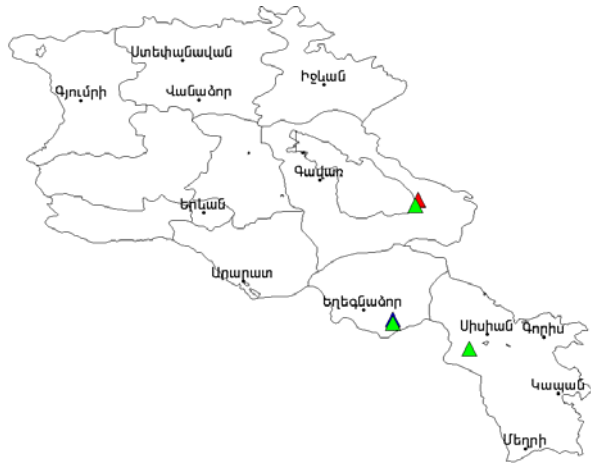 Ստեփանավան
Իջևան
Գյումրի
Վանաձոր
Գավառ
Երևան
Արարատ
Եղեգնաձոր
Սիսիան
Գորիս
Կապան
Մեղրի